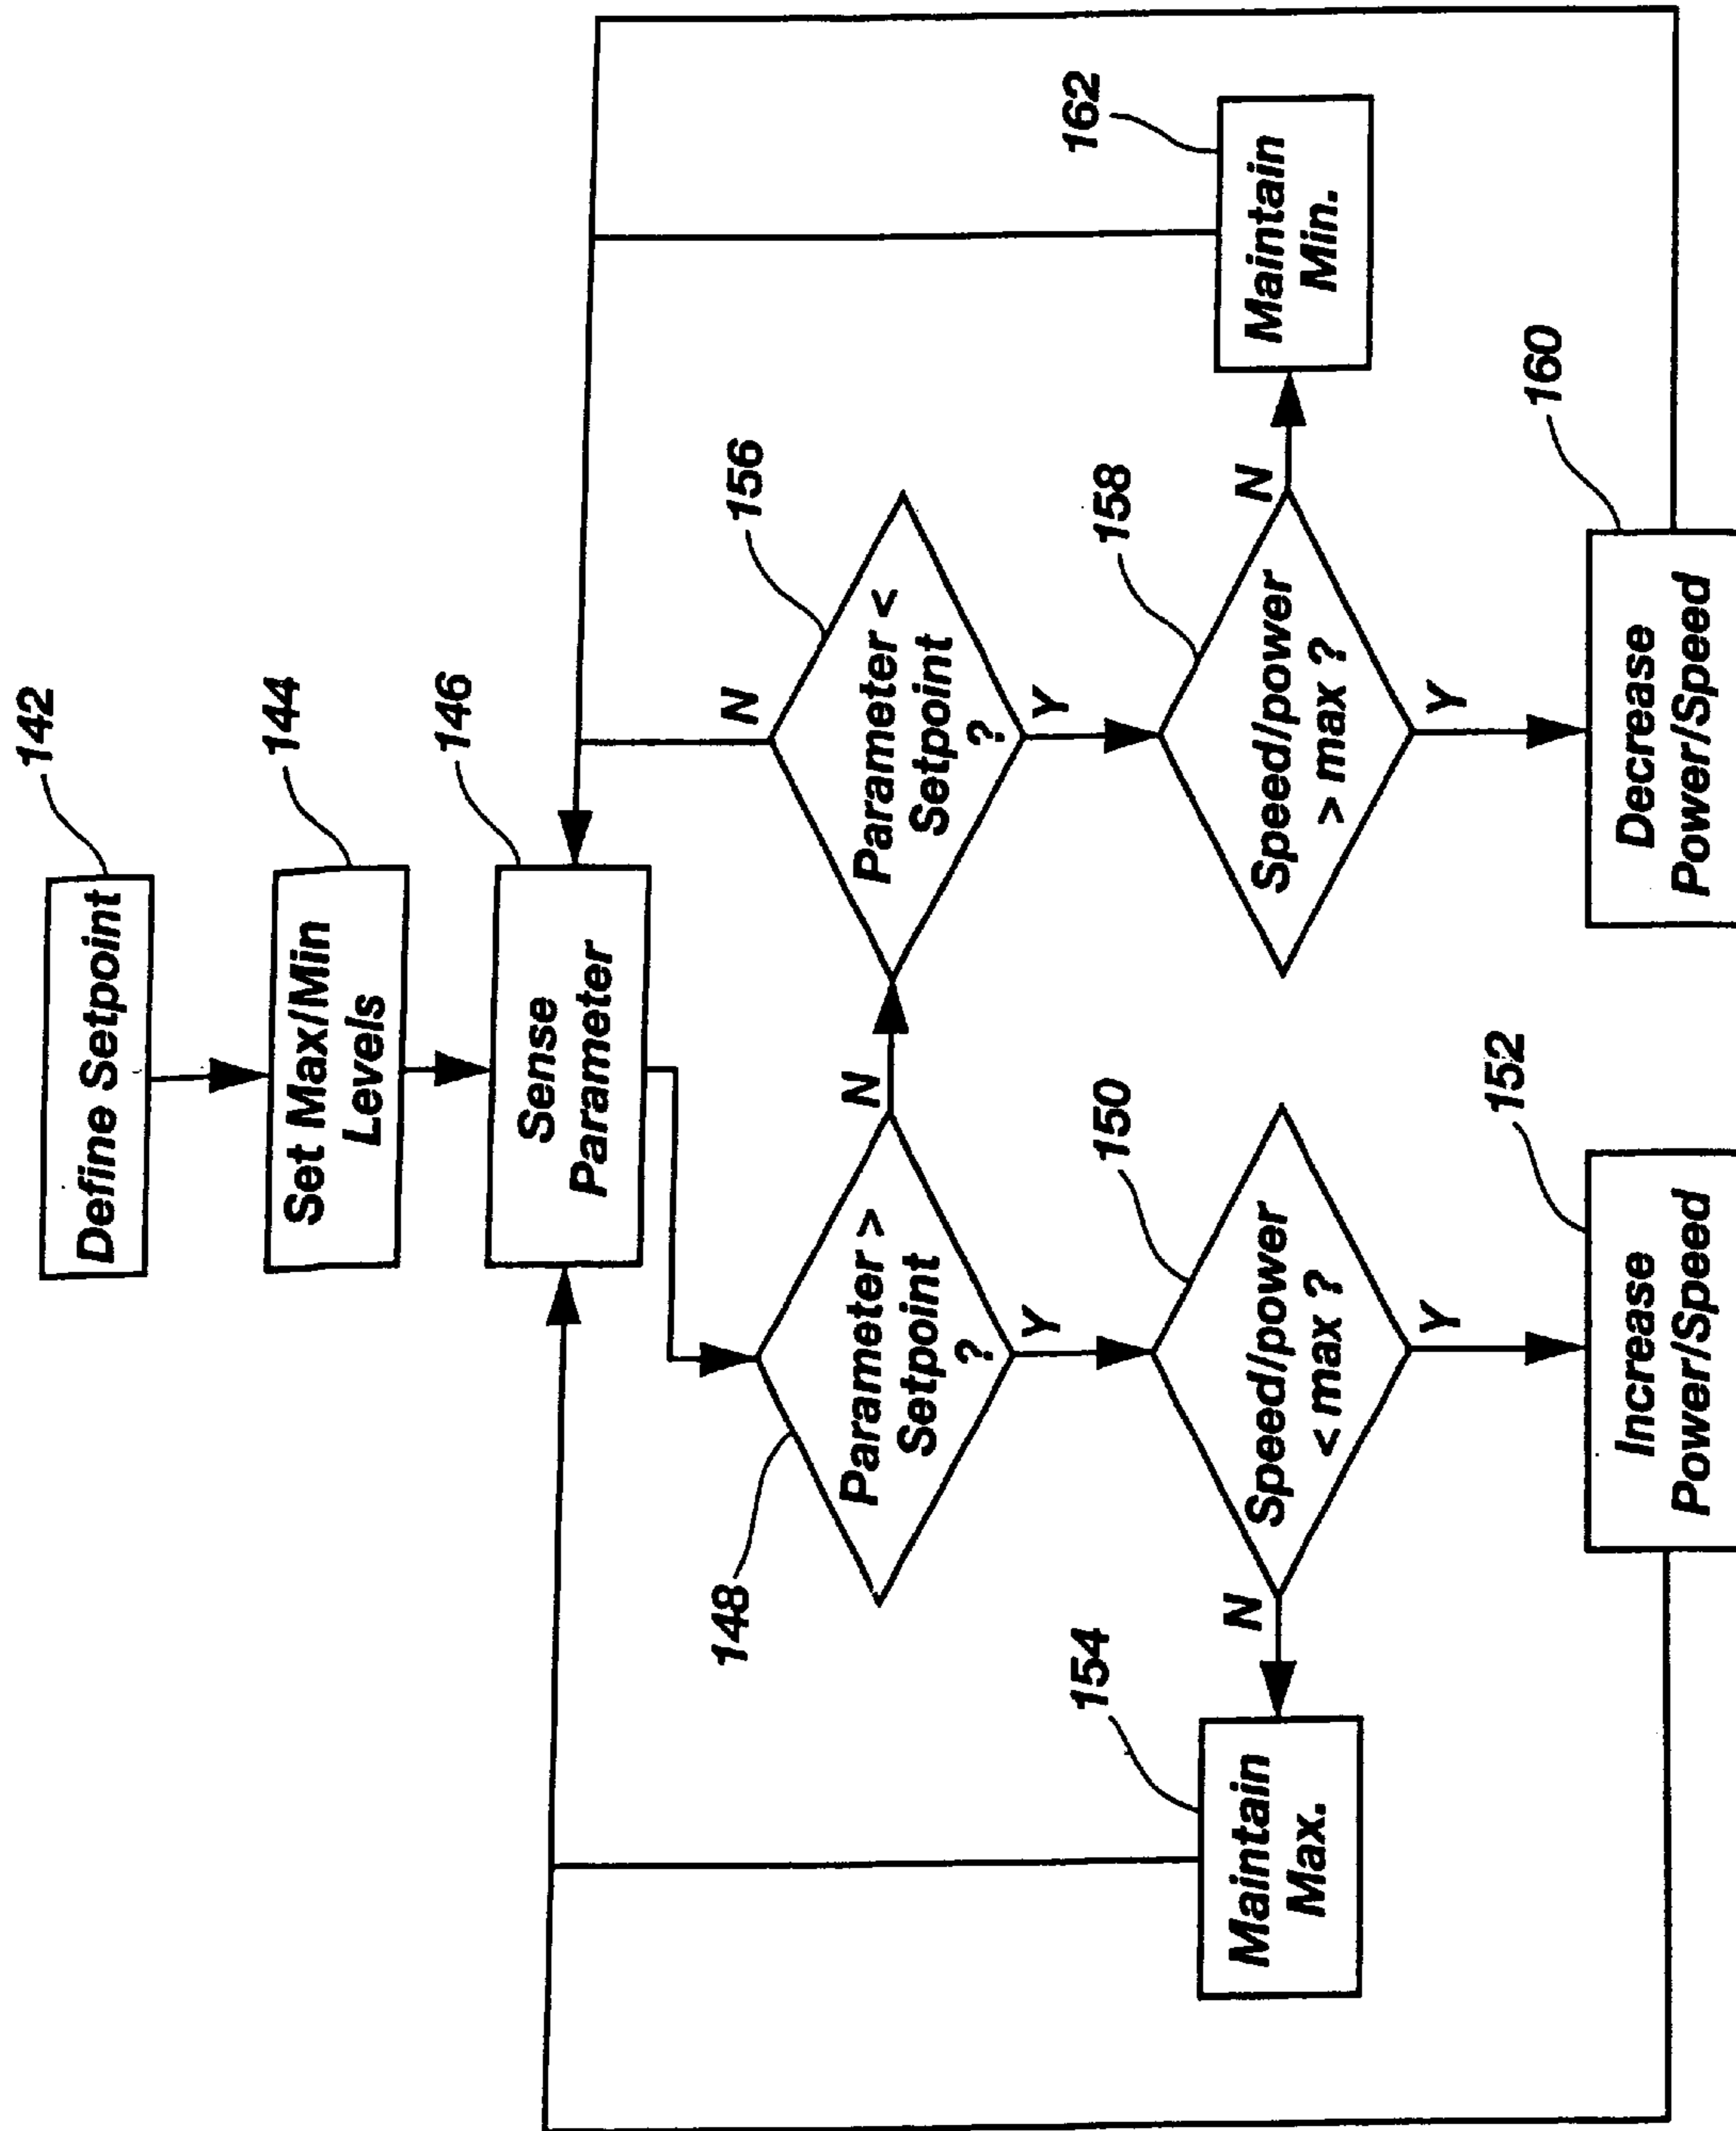 142
Define Setpoint
144
Set Max/Min
Levels
146
Sense
Parameter
148
Parameter >
Setpoint
?
N
Y
156
Parameter <
Setpoint
?
N
Y
154
Maintain
Max.
N
150
Speed/power
< max ?
Y
158
Speed/power
> max ?
N
Y
162
Maintain
Min.
152
Increase
Power/Speed
160
Decrease
Power/Speed